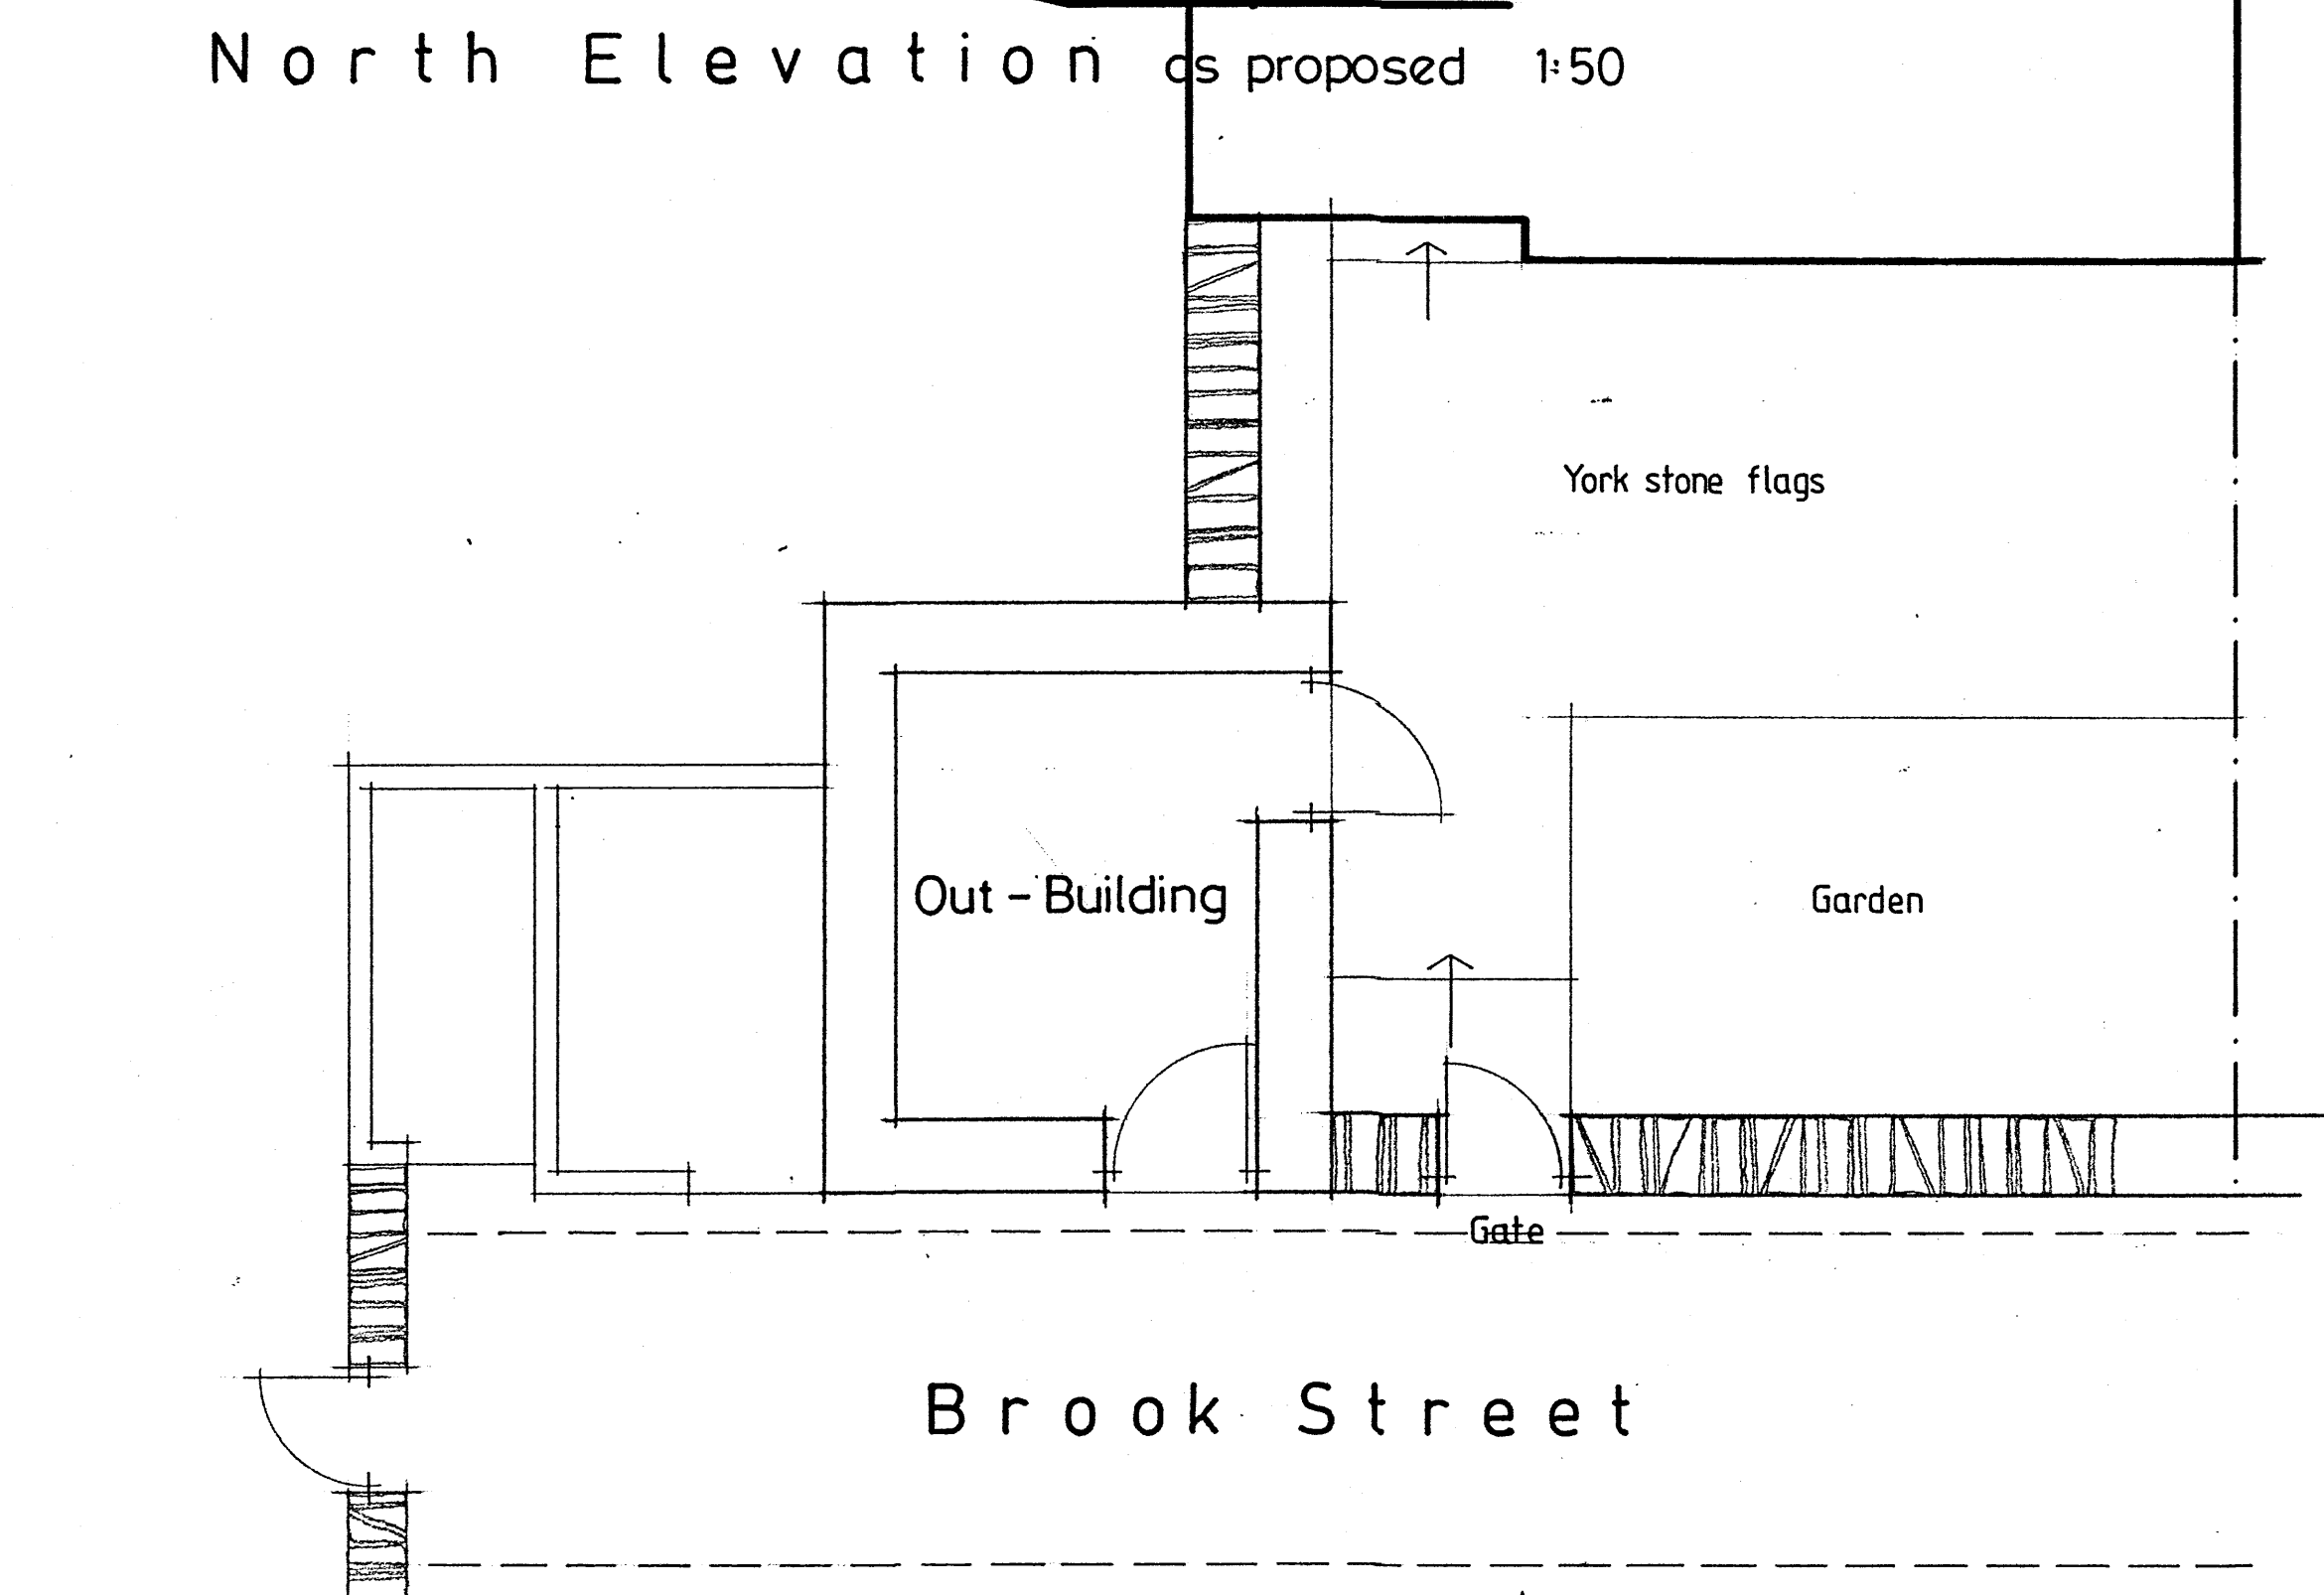 North Elevation as proposed 1:50
York stone flags
Out-Building
Garden
Gate
Brook Street